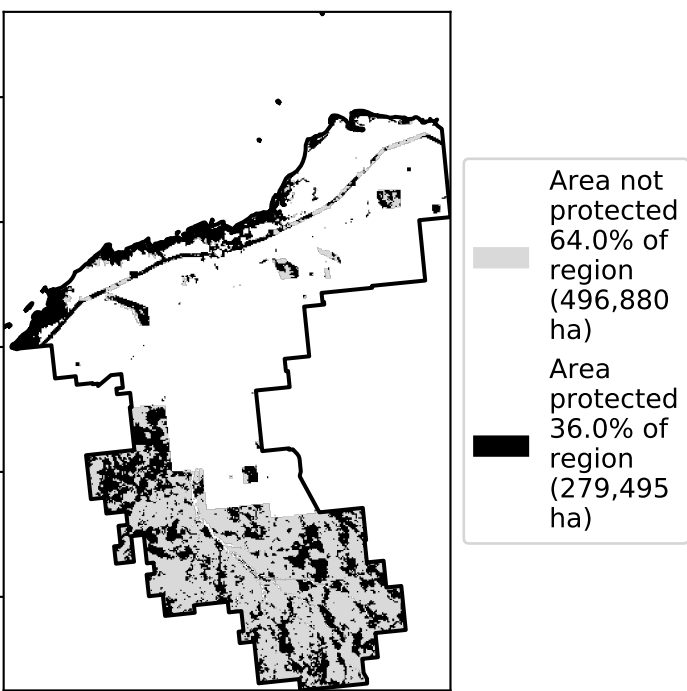 Area not
protected
64.0% of
region
(496,880
ha)
Area
protected
36.0% of
region
(279,495
ha)